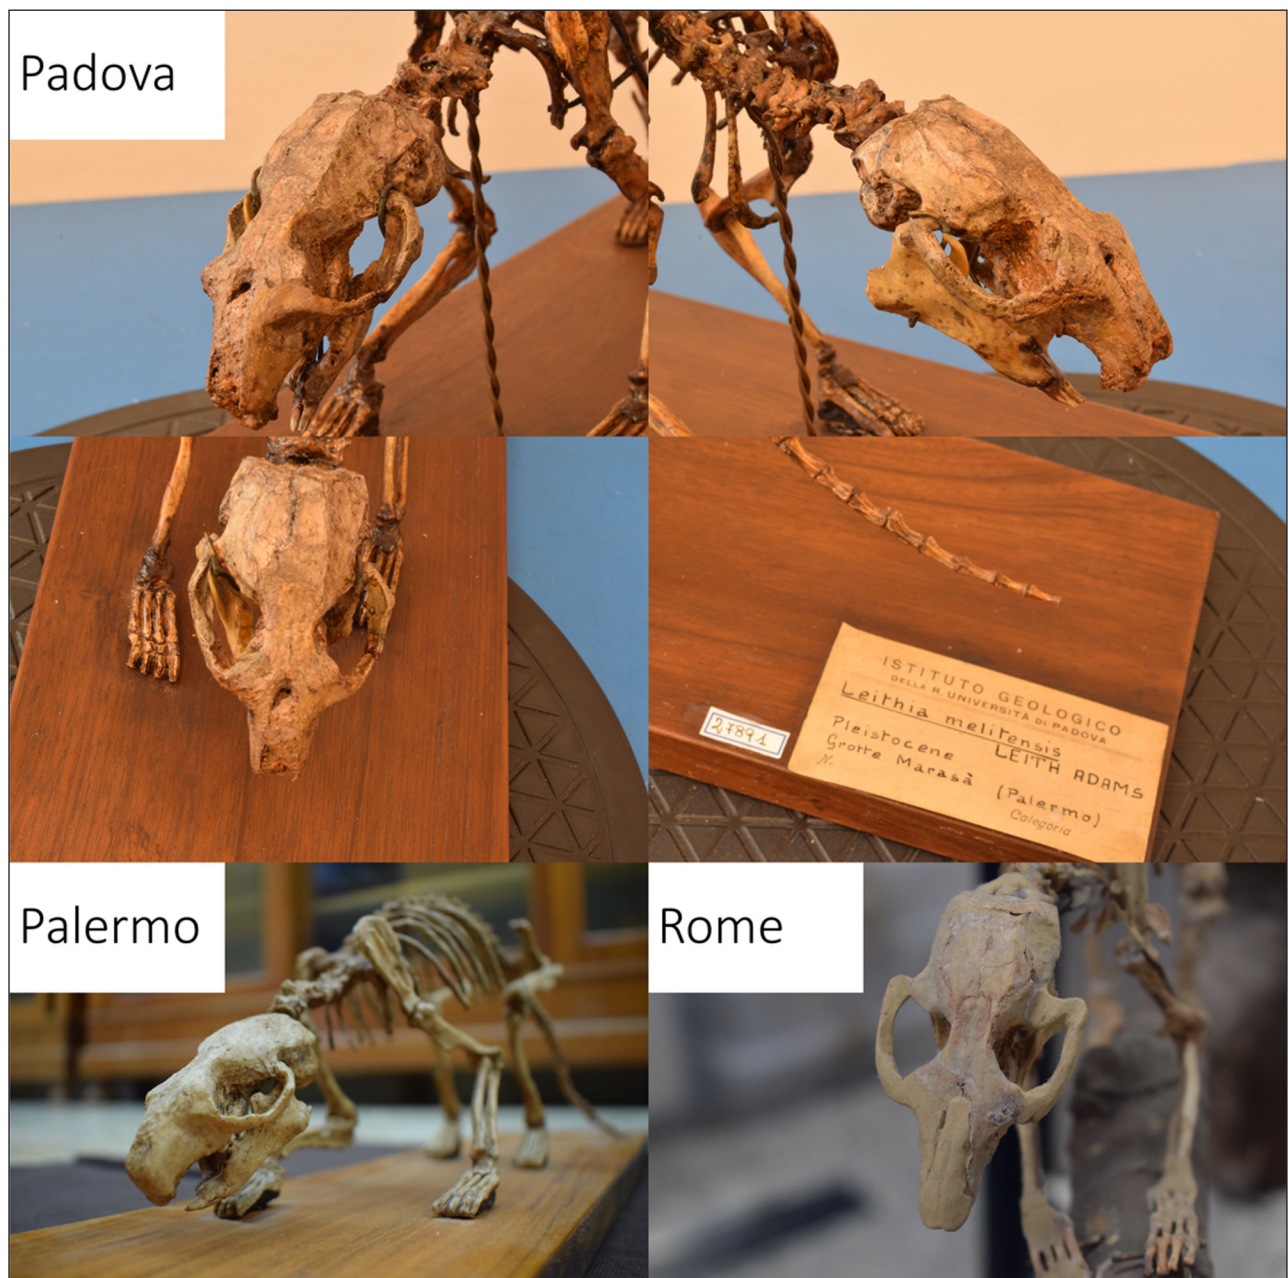 Padova
ISTITUTO GEOLOGICO
DELLA R. UNIVERSITÀ DI PADOVA
Leithia melitensis
LEITH ADAMS
Pleistocene
Grotte Marasà (Palermo)
N. Categoria
27891
Palermo
Rome